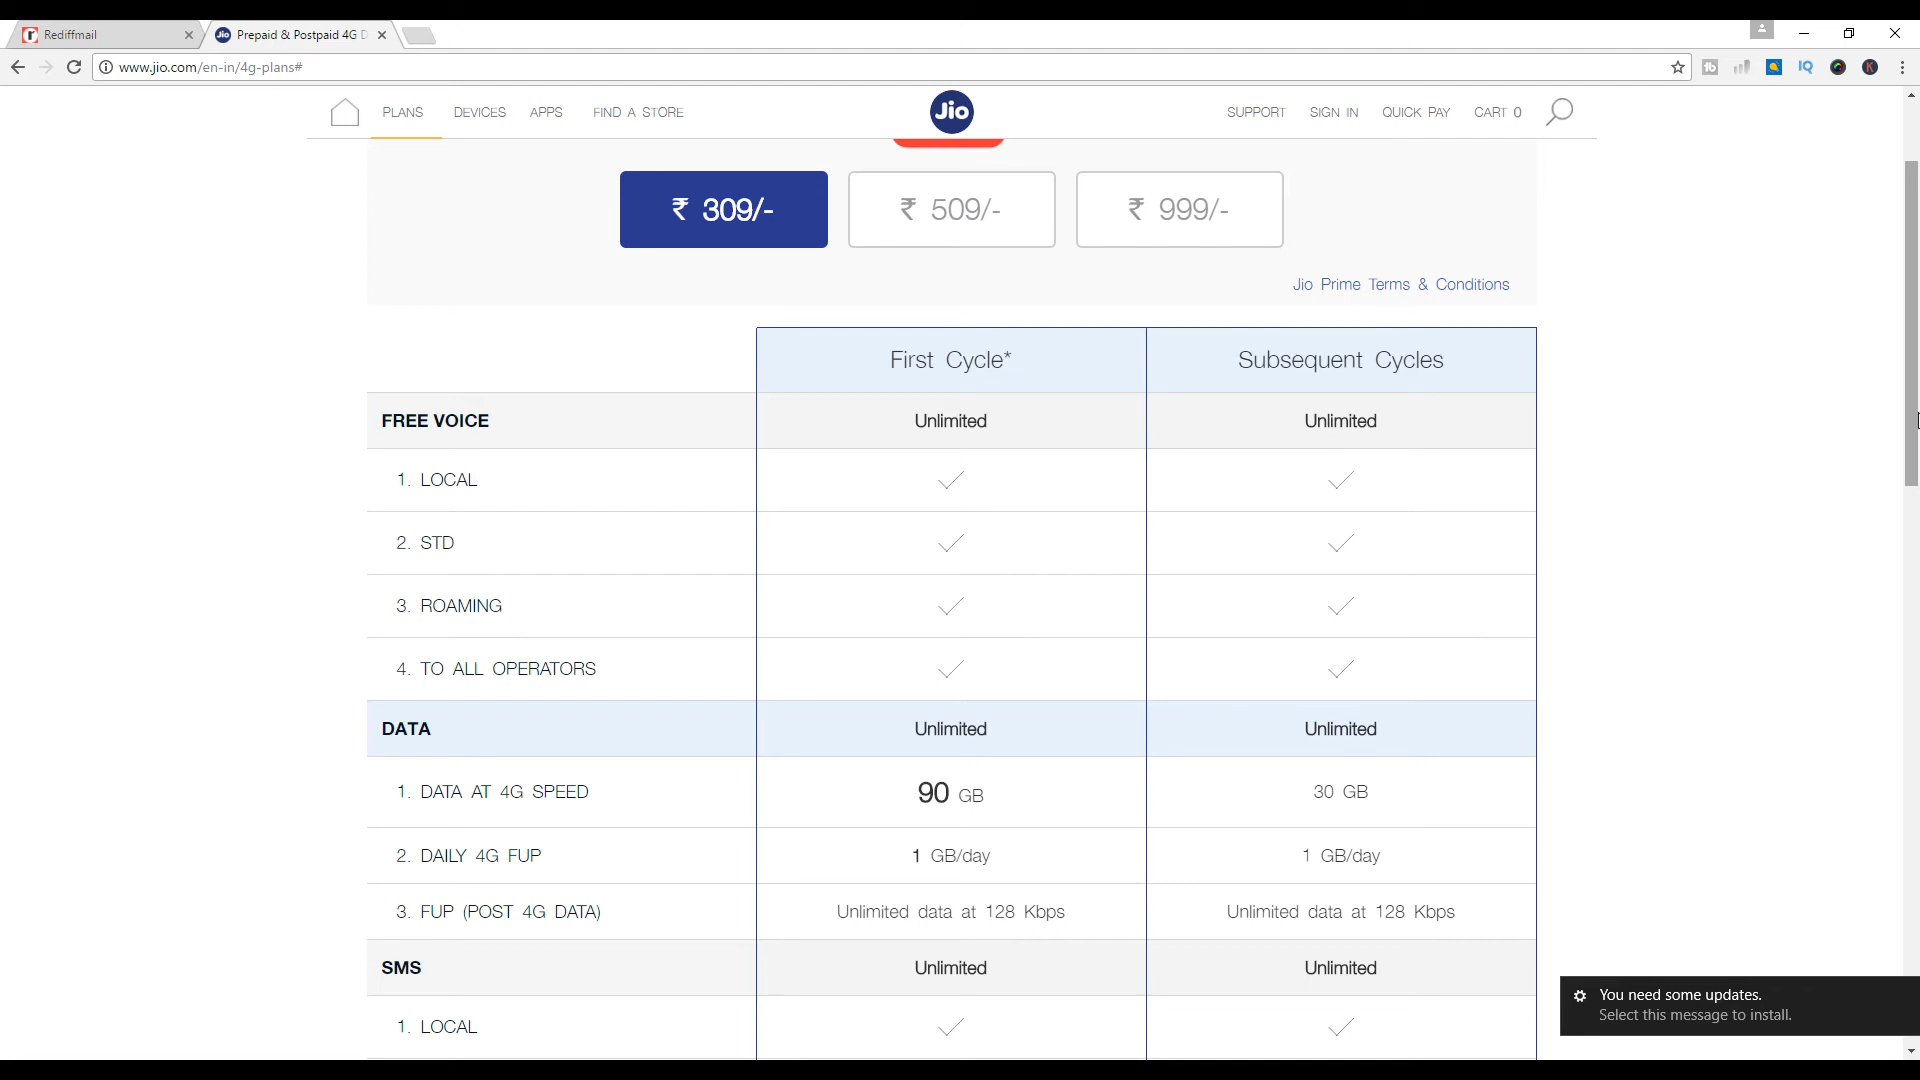 Rediffmail
Prepaid & Postpaid 4G D
www.jio.com/en-in/4g-plans#
PLANS DEVICES APPS FIND A STORE Jio SUPPORT SIGN IN QUICK PAY CART 0
₹ 309/- ₹ 509/- ₹ 999/-
Jio Prime Terms & Conditions
First Cycle* Subsequent Cycles
FREE VOICE Unlimited Unlimited
1. LOCAL
2. STD
3. ROAMING
4. TO ALL OPERATORS
DATA Unlimited Unlimited
1. DATA AT 4G SPEED 90 GB 30 GB
2. DAILY 4G FUP 1 GB/day 1 GB/day
3. FUP (POST 4G DATA) Unlimited data at 128 Kbps Unlimited data at 128 Kbps
SMS Unlimited Unlimited
You need some updates.
Select this message to install.
1. LOCAL